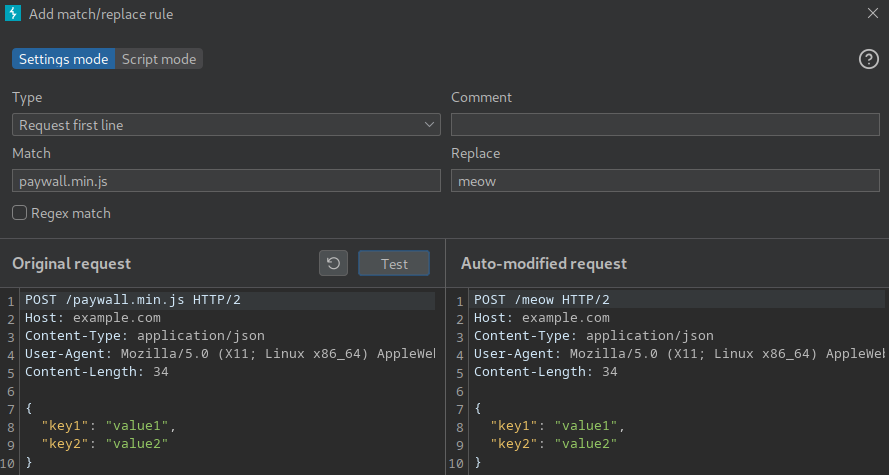 Add match/replace rule
Settings mode Script mode
Type
Comment
Request first line
Match
Replace
paywall.min.js
meow
Regex match
Original request
Test
Auto-modified request
1 POST /paywall.min.js HTTP/2
2 Host: example.com
3 Content-Type: application/json
4 User-Agent: Mozilla/5.0 (X11; Linux x86_64) AppleWeb
5 Content-Length: 34
6
7 {
8 "key1": "value1",
9 "key2": "value2"
10 }
1 POST /meow HTTP/2
2 Host: example.com
3 Content-Type: application/json
4 User-Agent: Mozilla/5.0 (X11; Linux x86_64) AppleWeb
5 Content-Length: 34
6
7 {
8 "key1": "value1",
9 "key2": "value2"
10 }